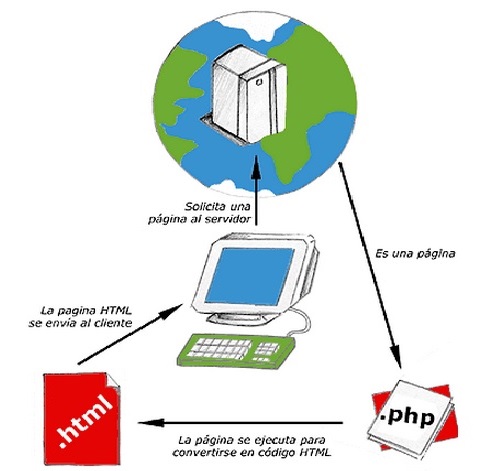 Solicita una
página al servidor
Es una página
La pagina HTML
se envía al cliente
.html
.php
La página se ejecuta para
convertirse en código HTML